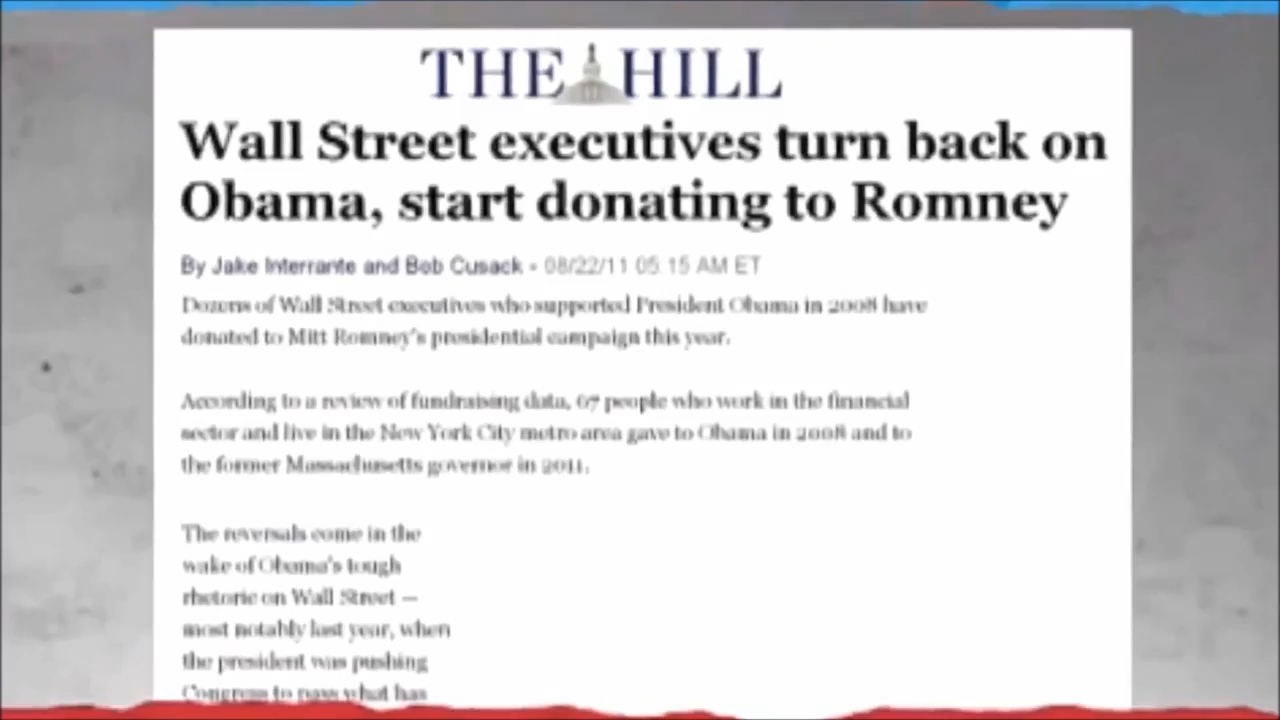 THE HILL
Wall Street executives turn back on
Obama, start donating to Romney
By Jake Interrante and Bob Cusack - 08/22/11 05:15 AM ET
Dozens of Wall Street executives who supported President Obama in 2008 have
donated to Mitt Romney's presidential campaign this year.
According to a review of fundraising data, 67 people who work in the financial
sector and live in the New York City metro area gave to Obama in 2008 and to
the former Massachusetts governor in 2011.
The reversals come in the
wake of Obama's tough
rhetoric on Wall Street —
most notably last year, when
the president was pushing
Congress to pass what has